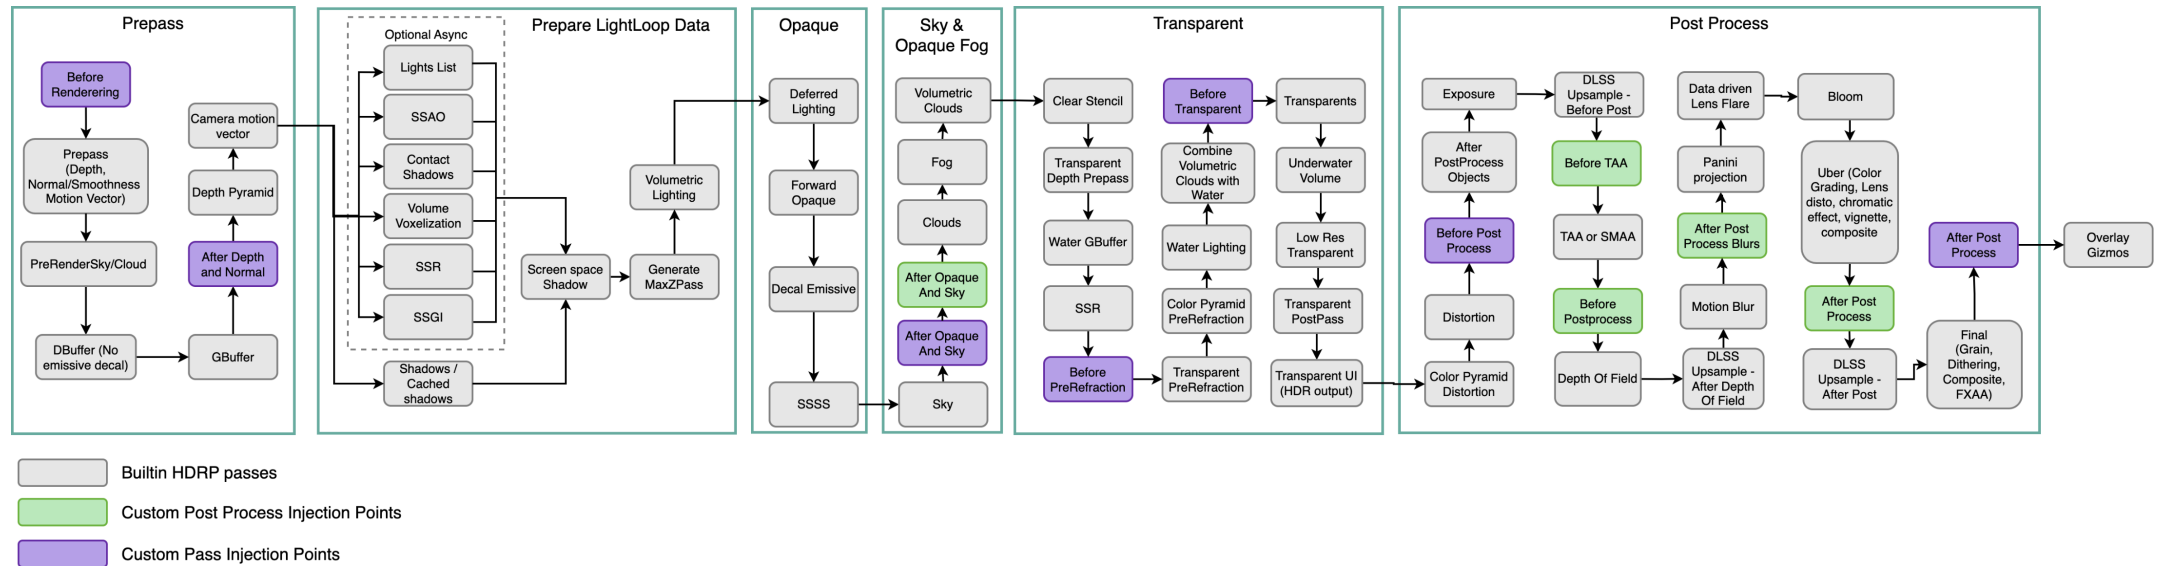 Prepass
Before
Renderering
Prepass
(Depth,
Normal/Smoothness
Motion Vector)
PreRenderSky/Cloud
DBuffer (No
emissive decal)
GBuffer
After Depth
and Normal
Depth Pyramid
Camera motion
vector
Prepare LightLoop Data
Optional Async
Lights List
SSAO
Contact
Shadows
Volume
Voxelization
SSR
SSGI
Shadows /
Cached
shadows
Screen space
Shadow
Generate
MaxZPass
Volumetric
Lighting
Opaque
Deferred
Lighting
Forward
Opaque
Decal Emissive
SSSS
Sky &
Opaque Fog
Sky
After Opaque
And Sky
After Opaque
And Sky
Clouds
Fog
Volumetric
Clouds
Transparent
Clear Stencil
Transparent
Depth Prepass
Water GBuffer
SSR
Before
PreRefraction
Transparent
PreRefraction
Color Pyramid
PreRefraction
Water Lighting
Combine
Volumetric
Clouds with
Water
Before
Transparent
Transparents
Underwater
Volume
Low Res
Transparent
Transparent
PostPass
Transparent UI
(HDR output)
Post Process
Color Pyramid
Distortion
Distortion
Before Post
Process
After
PostProcess
Objects
Exposure
DLSS
Upsample -
Before Post
Before TAA
TAA or SMAA
Before
Postprocess
Depth Of Field
DLSS
Upsample -
After Depth
Of Field
Motion Blur
After Post
Process Blurs
Panini
projection
Data driven
Lens Flare
Bloom
Uber (Color
Grading, Lens
disto, chromatic
effect, vignette,
composite
After Post
Process
DLSS
Upsample -
After Post
Final
(Grain,
Dithering,
Composite,
FXAA)
After Post
Process
Overlay
Gizmos
Builtin HDRP passes
Custom Post Process Injection Points
Custom Pass Injection Points